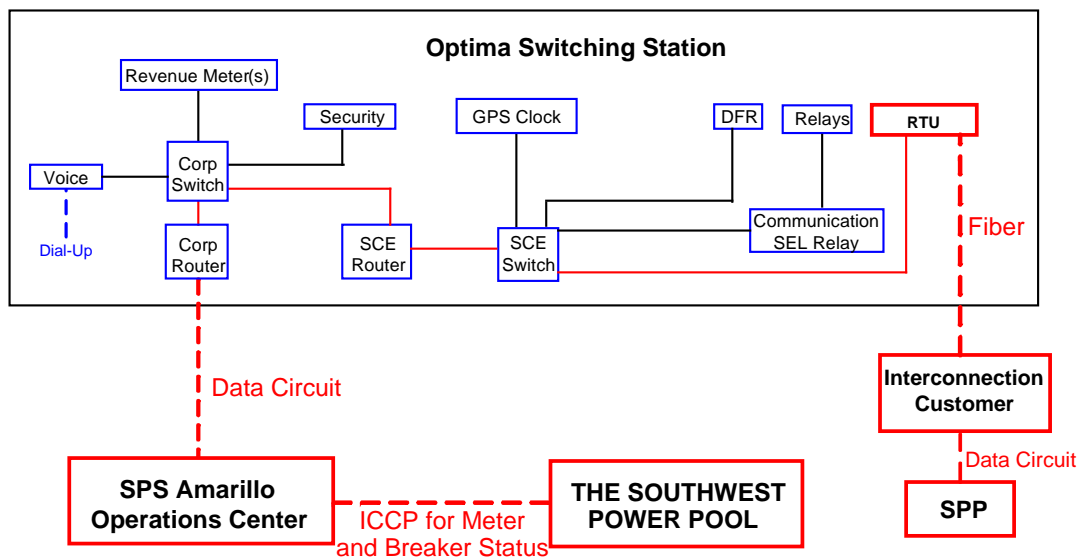 Optima Switching Station
Revenue Meter(s)
Security
GPS Clock
DFR
Relays
RTU
Voice
Corp
Switch
Dial-Up
Corp
Router
SCE
Router
SCE
Switch
Communication
SEL Relay
Fiber
Data Circuit
Interconnection
Customer
Data Circuit
SPP
SPS Amarillo
Operations Center
ICCP for Meter
and Breaker Status
THE SOUTHWEST
POWER POOL